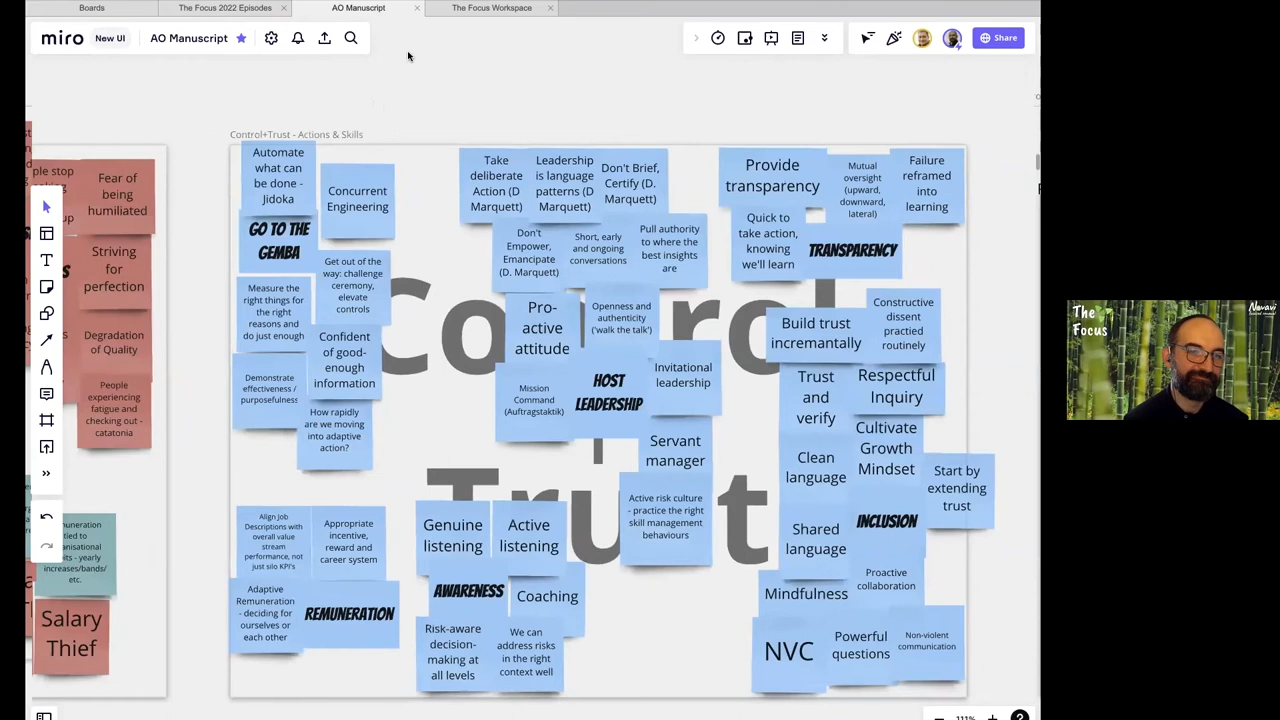 Boards
The Focus 2022 Episodes
AO Manuscript
The Focus Workspace
miro
New UI
AO Manuscript
Share
Control+Trust - Actions & Skills
Fear of
being
humiliated
Striving
for
perfection
Degradation
of Quality
People
experiencing
fatigue and
checking out -
catatonia
Salary
Thief
Control
+
Trust
Automate
what can
be done -
Jidoka
Concurrent
Engineering
GO TO THE
GEMBA
Get out of the
way: challenge
ceremony,
elevate
controls
Measure the
right things for
the right
reasons and
do just enough
Confident
of good-
enough
information
Demonstrate
effectiveness /
purposefulness
How rapidly
are we moving
into adaptive
action?
Take
deliberate
Action (D
Marquett)
Leadership
is language
patterns (D
Marquett)
Don't Brief,
Certify (D.
Marquett)
Don't
Empower,
Emancipate
(D. Marquett)
Short, early
and ongoing
conversations
Pull authority
to where the
best insights
are
Pro-
active
attitude
Openness and
authenticity
('walk the talk')
Mission
Command
(Auftragstaktik)
HOST
LEADERSHIP
Invitational
leadership
Servant
manager
Active risk culture
- practice the right
skill management
behaviours
Provide
transparency
Mutual
oversight
(upward,
downward,
lateral)
Failure
reframed
into
learning
Quick to
take action,
knowing
we'll learn
TRANSPARENCY
Build trust
incremantally
Constructive
dissent
practied
routinely
Trust
and
verify
Respectful
Inquiry
Clean
language
Cultivate
Growth
Mindset
Start by
extending
trust
Shared
language
INCLUSION
Proactive
collaboration
Mindfulness
NVC
Powerful
questions
Non-violent
communication
Align Job
Descriptions with
overall value
stream
performance, not
just silo KPI's
Appropriate
incentive,
reward and
career system
Adaptive
Remuneration
- deciding for
ourselves or
each other
REMUNERATION
Genuine
listening
Active
listening
AWARENESS
Coaching
Risk-aware
decision-
making at
all levels
We can
address risks
in the right
context well
111%
The
Focus